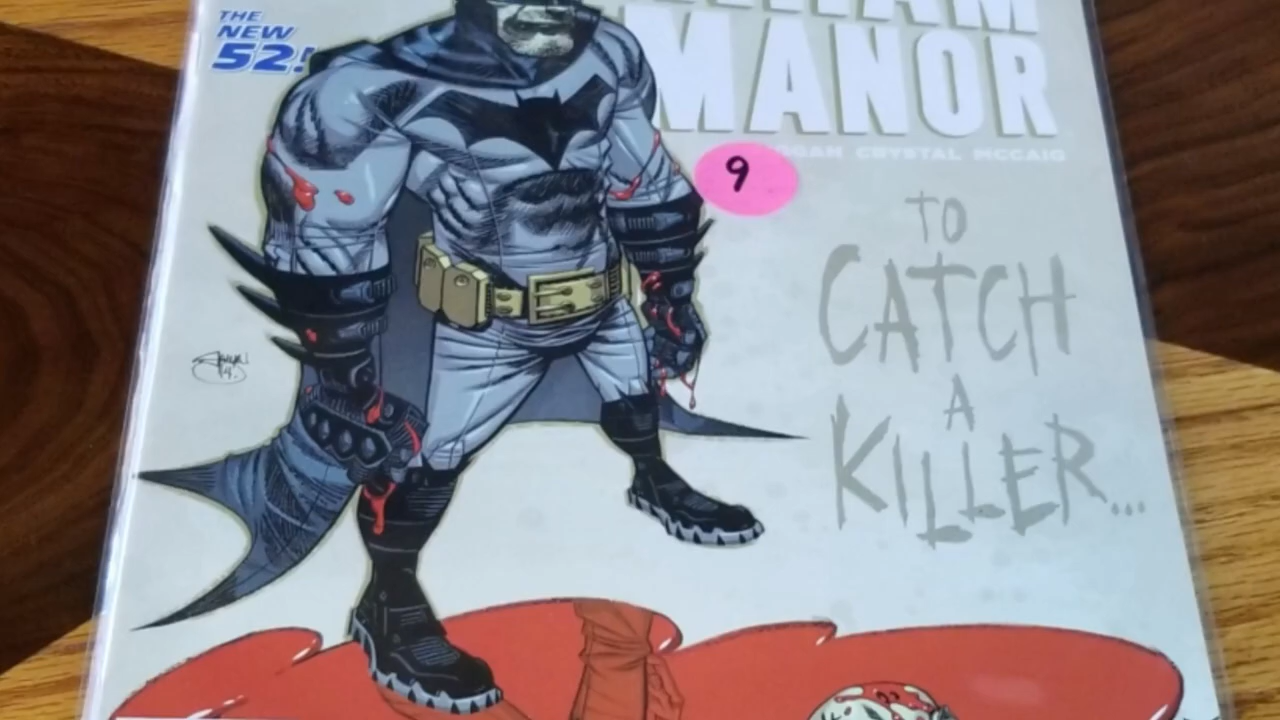 THE
NEW
52!
MANOR
CRYSTAL MCCAIG
9
TO
CATCH
A
KILLER...